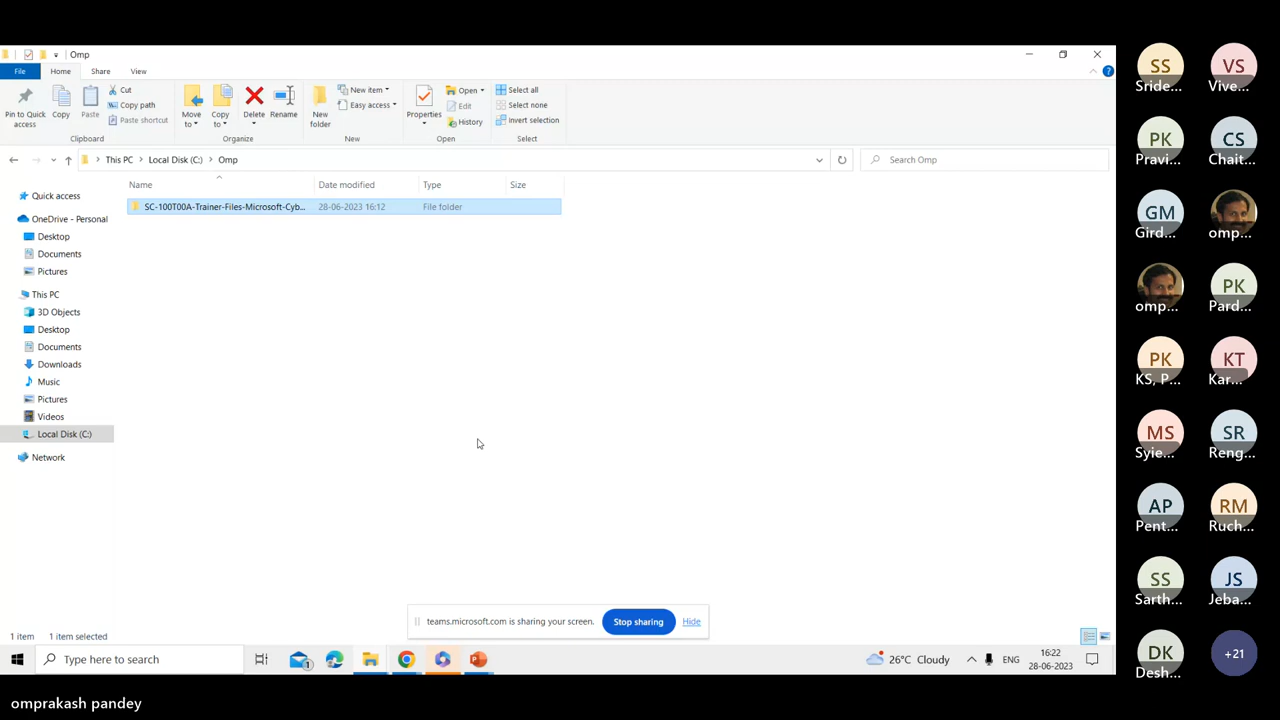 Omp
File
Home
Share
View
Pin to Quick access
Copy
Paste
Cut
Copy path
Paste shortcut
Clipboard
Move to
Copy to
Delete
Rename
Organize
New folder
New item
Easy access
New
Properties
Open
Edit
History
Open
Select all
Select none
Invert selection
Select
This PC
Local Disk (C:)
Omp
Search Omp
Name
Date modified
Type
Size
SC-100T00A-Trainer-Files-Microsoft-Cyb...
28-06-2023 16:12
File folder
Quick access
OneDrive - Personal
Desktop
Documents
Pictures
This PC
3D Objects
Desktop
Documents
Downloads
Music
Pictures
Videos
Local Disk (C:)
Network
teams.microsoft.com is sharing your screen.
Stop sharing
Hide
1 item
1 item selected
Type here to search
1
26°C Cloudy
ENG
16:22
28-06-2023
omprakash pandey
SS
Sride...
VS
Vive...
PK
Pravi...
CS
Chait...
GM
Gird...
omp...
omp...
PK
Pard...
PK
KS, P...
KT
Kar...
MS
Syie...
SR
Reng...
AP
Pent...
RM
Ruch...
SS
Sarth...
JS
Jeba...
DK
Desh...
+21